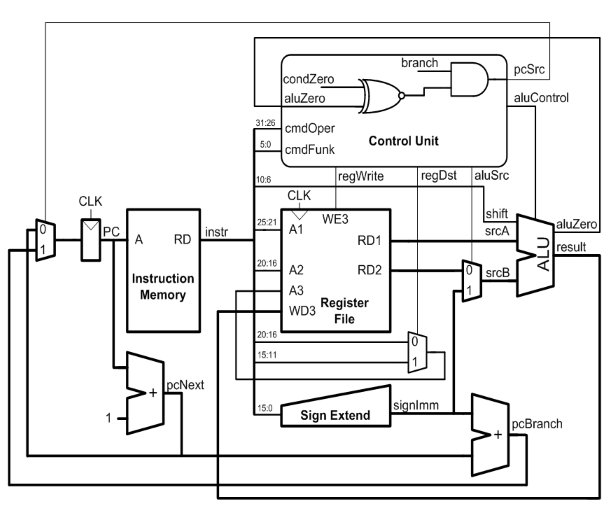 branch
pcSrc
condZero
aluZero
aluControl
31:26
cmdOper
Control Unit
5:0
cmdFunk
10:6
regWrite
regDst
aluSrc
CLK
CLK
PC
A
RD
instr
Instruction
Memory
0
1
25:21
A1
WE3
RD1
20:16
A2
RD2
A3
WD3
Register
File
shift
srcA
srcB
0
1
ALU
aluZero
result
20:16
0
15:11
1
+
pcNext
1
15:0
Sign Extend
signImm
+
pcBranch